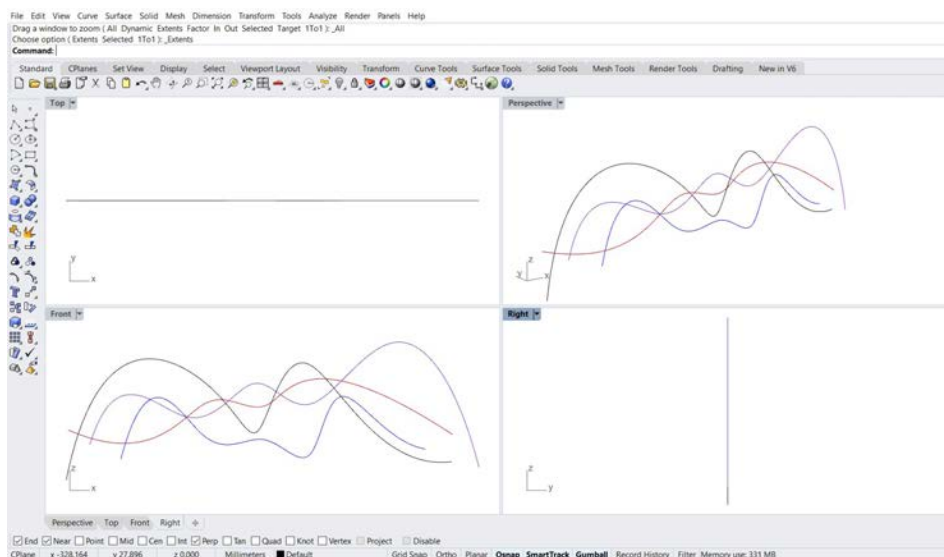 File Edit View Curve Surface Solid Mesh Dimension Transform Tools Analyze Render Panels Help
Drag a window to zoom ( All Dynamic Extents Factor In Out Selected Target 1To1 ): _All
Choose option ( Extents Selected 1To1 ): _Extents
Command:
Standard CPlanes Set View Display Select Viewport Layout Visibility Transform Curve Tools Surface Tools Solid Tools Mesh Tools Render Tools Drafting New in V6
Top
y
x
Perspective
z
y
x
Front
z
x
Right
z
y
Perspective Top Front Right
End Near Point Mid Cen Int Perp Tan Quad Knot Vertex Project Disable
CPlane x -328.164 y 27.896 z 0.000 Millimeters Default Grid Snap Ortho Planar Osnap SmartTrack Gumball Record History Filter Memory use: 331 MB